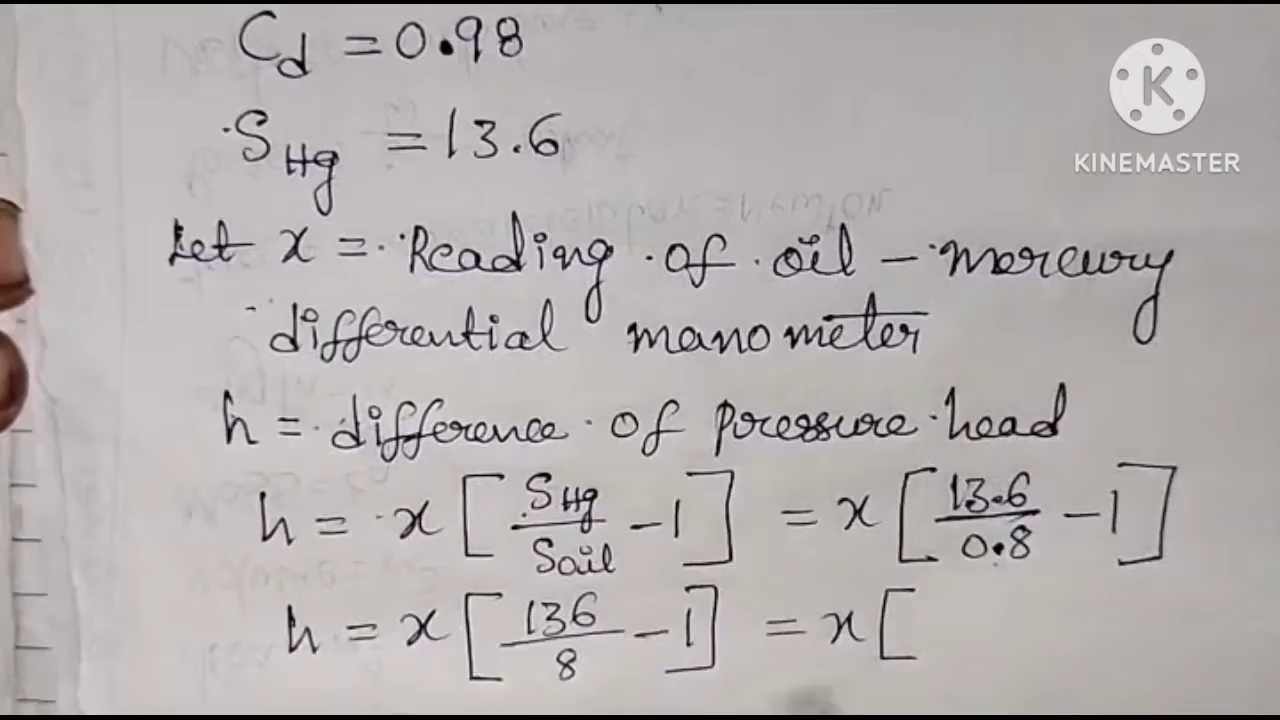 Cd = 0.98
SHg = 13.6
Let x = Reading of oil - mercury
differential manometer
h = difference of pressure head
h = x [ SHg / Soil - 1 ] = x [ 13.6 / 0.8 - 1 ]
h = x [ 136 / 8 - 1 ] = x [
K
KINEMASTER